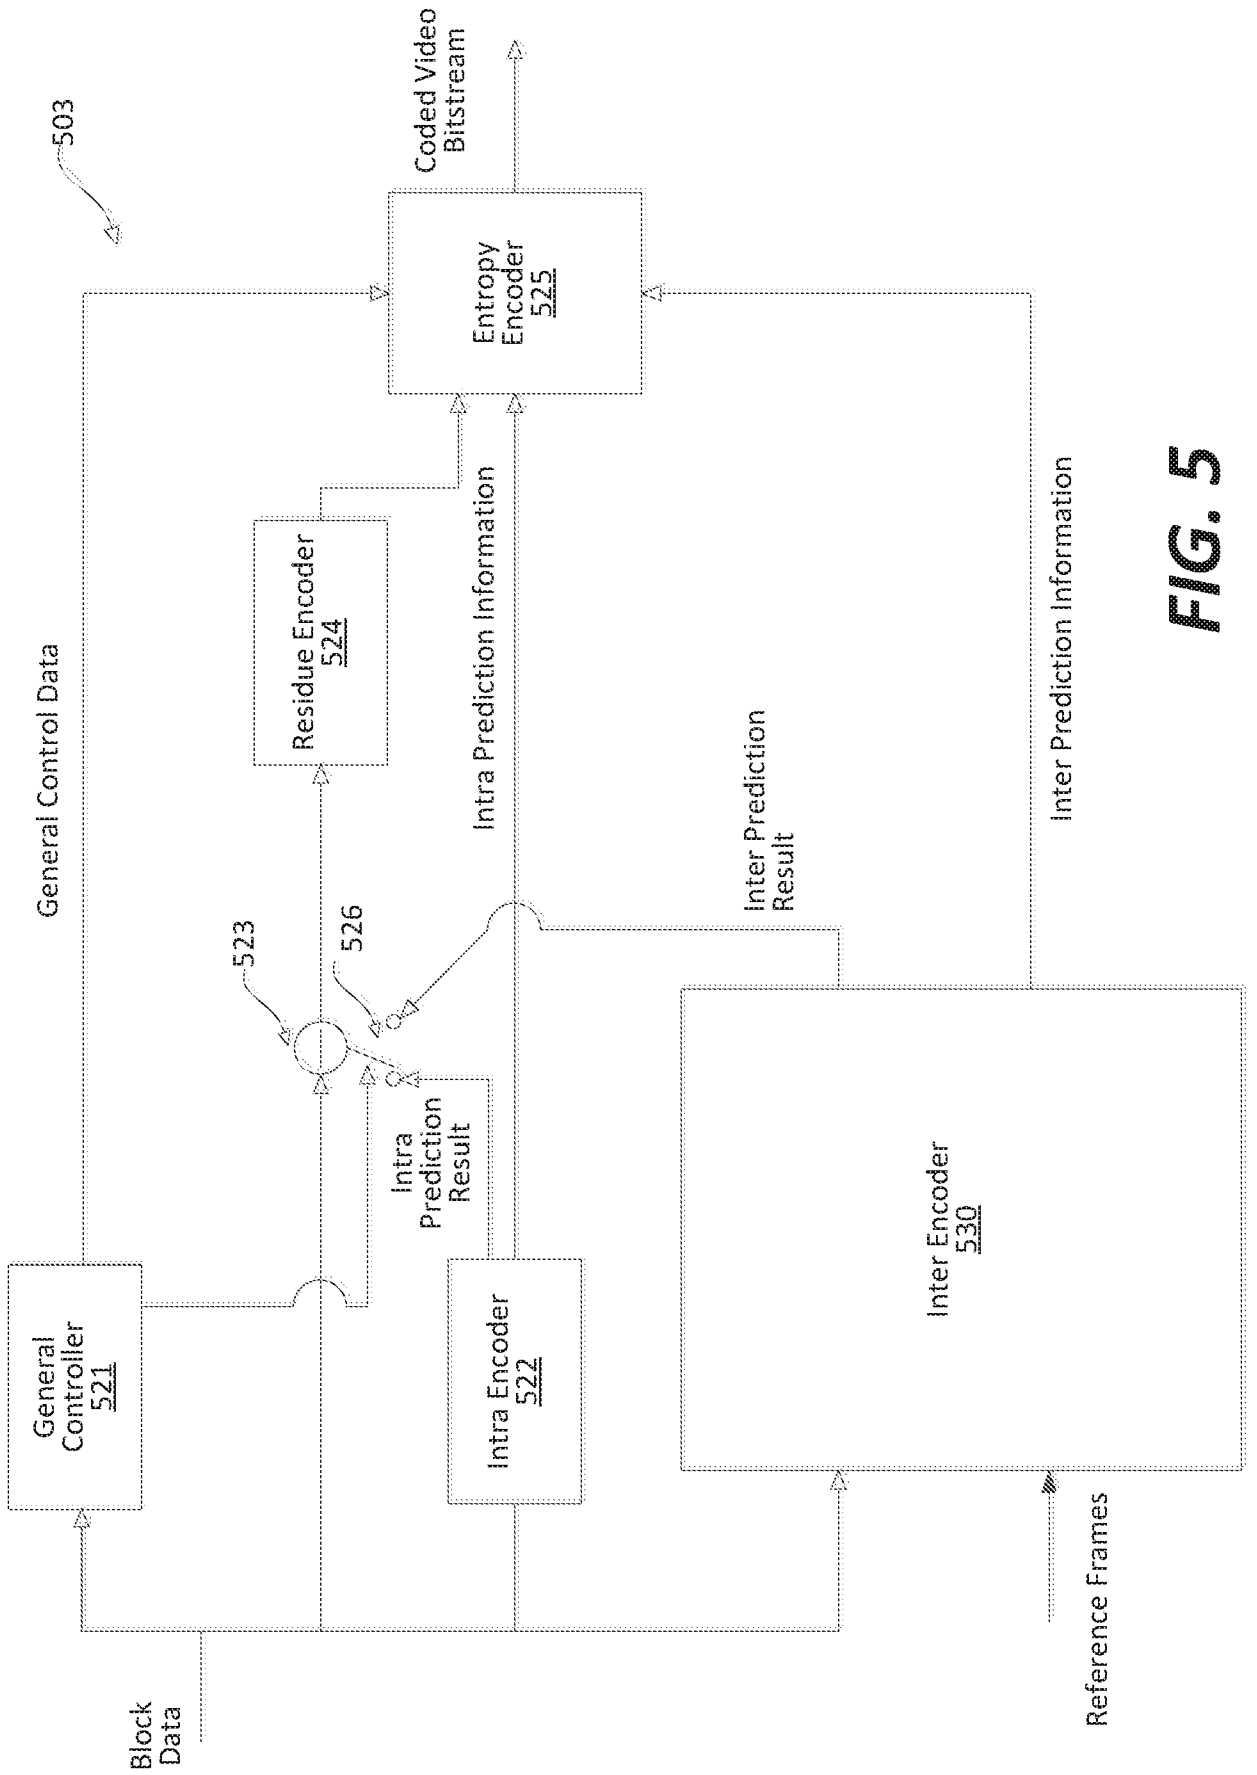 503
General Control Data
General
Controller
521
Block
Data
523
526
Residue Encoder
524
Entropy
Encoder
525
Coded Video
Bitstream
Intra
Prediction
Result
Intra Prediction Information
Intra Encoder
522
Inter Prediction
Result
Inter Encoder
530
Reference Frames
Inter Prediction Information
FIG. 5